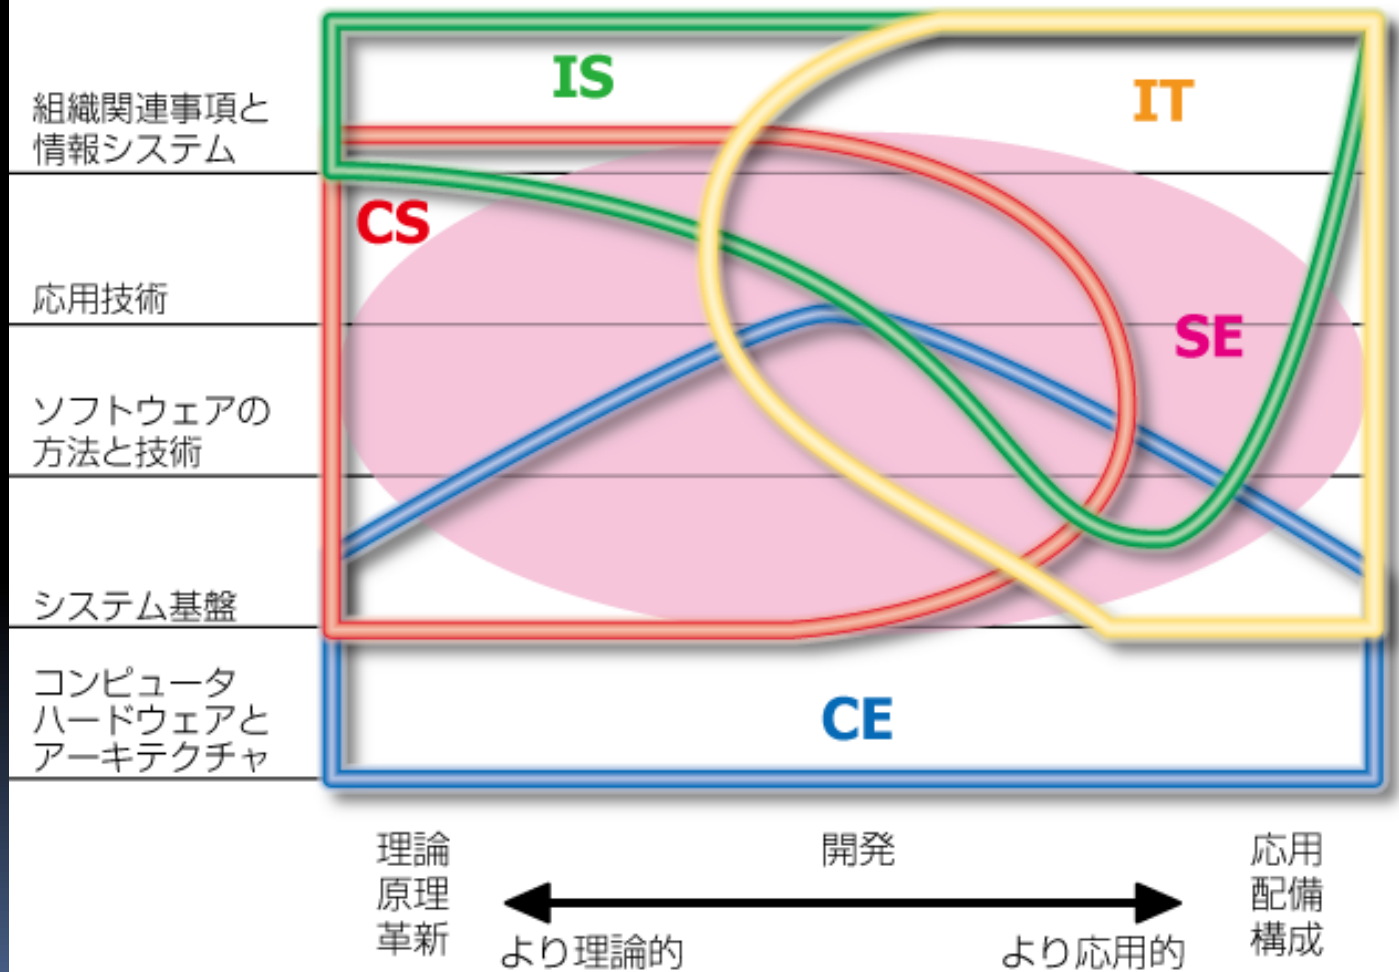 IS
IT
組織関連事項と
情報システム
CS
応用技術
SE
ソフトウェアの
方法と技術
システム基盤
コンピュータ
ハードウェアと
アーキテクチャ
CE
理論
原理
革新
開発
応用
配備
構成
より理論的
より応用的